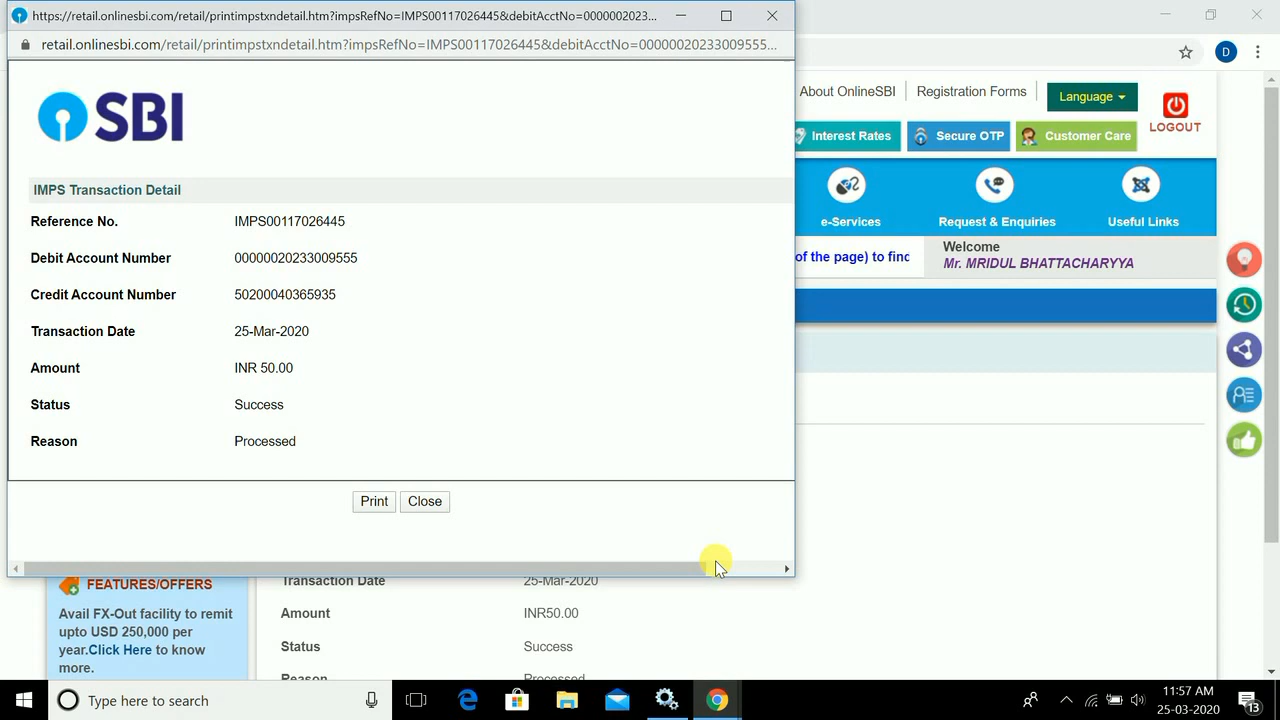 https://retail.onlinesbi.com/retail/printimpstxndetail.htm?impsRefNo=IMPS00117026445&debitAcctNo=0000002023...
retail.onlinesbi.com/retail/printimpstxndetail.htm?impsRefNo=IMPS00117026445&debitAcctNo=00000020233009555...
D
SBI
About OnlineSBI
Registration Forms
Language
LOGOUT
Interest Rates
Secure OTP
Customer Care
e-Services
Request & Enquiries
Useful Links
of the page) to find
Welcome
Mr. MRIDUL BHATTACHARYYA
IMPS Transaction Detail
Reference No. IMPS00117026445
Debit Account Number 00000020233009555
Credit Account Number 50200040365935
Transaction Date 25-Mar-2020
Amount INR 50.00
Status Success
Reason Processed
Print Close
FEATURES/OFFERS
Avail FX-Out facility to remit
upto USD 250,000 per
year.Click Here to know
more.
Transaction Date 25-Mar-2020
Amount INR50.00
Status Success
Reason Processed
Type here to search
11:57 AM
25-03-2020
13